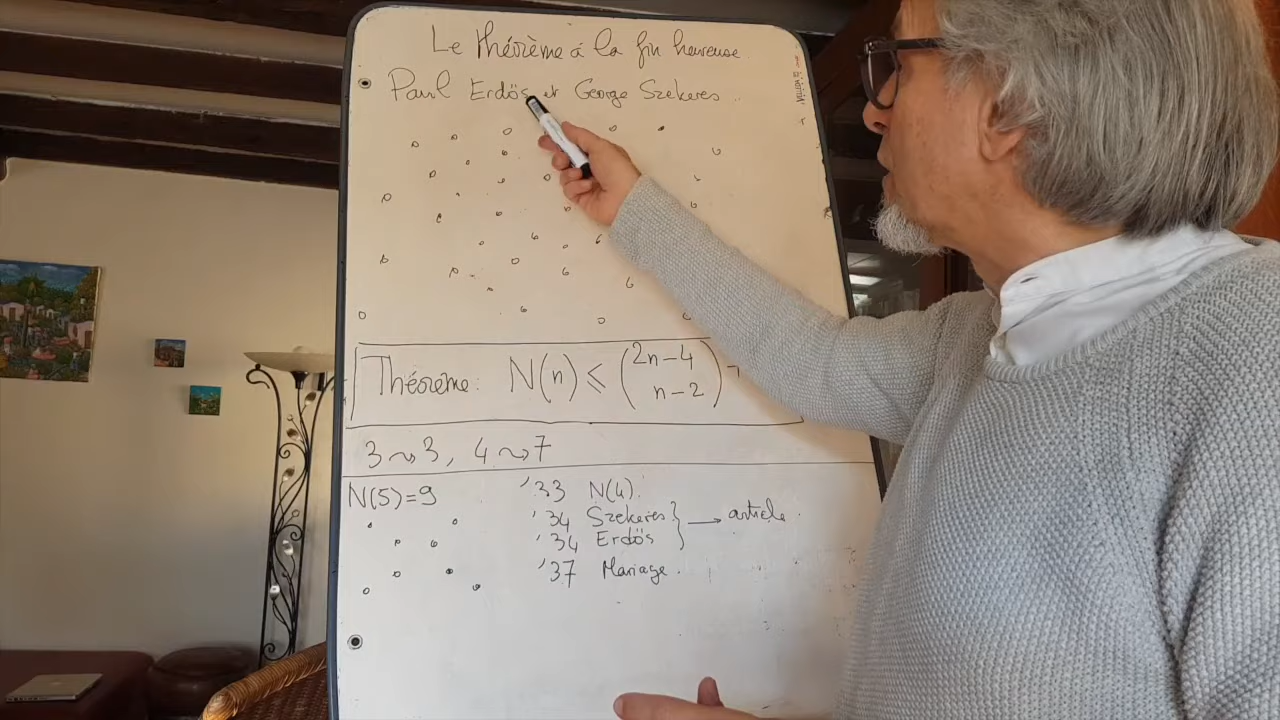 Le théorème à la fin heureuse
Paul Erdös et George Szekeres
Théorème: N(n) ≤ (2n-4 n-2)
3 ⤳ 3, 4 ⤳ 7
N(5)=9
'33 N(4).
'34 Szekeres
'34 Erdös
→ article.
'37 Mariage.